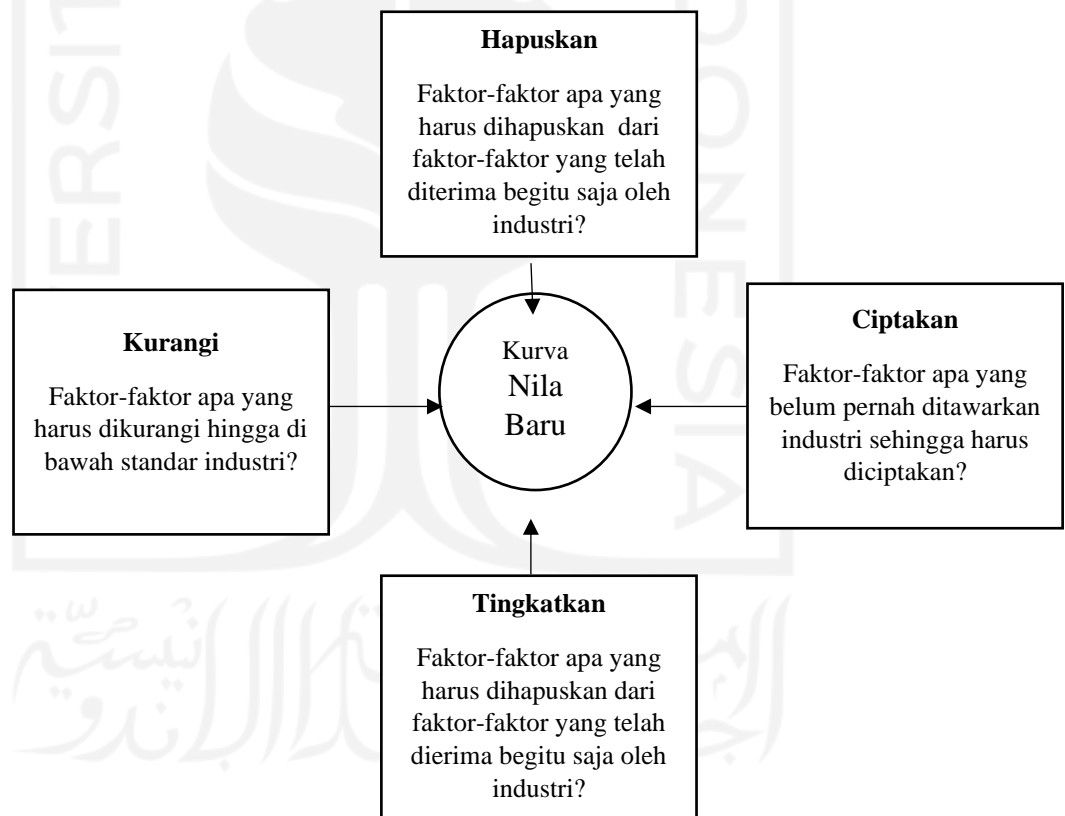 Hapuskan
Faktor-faktor apa yang
harus dihapuskan dari
faktor-faktor yang telah
diterima begitu saja oleh
industri?
Kurangi
Faktor-faktor apa yang
harus dikurangi hingga di
bawah standar industri?
Kurva
Nila
Baru
Ciptakan
Faktor-faktor apa yang
belum pernah ditawarkan
industri sehingga harus
diciptakan?
Tingkatkan
Faktor-faktor apa yang
harus dihapuskan dari
faktor-faktor yang telah
dierima begitu saja oleh
industri?